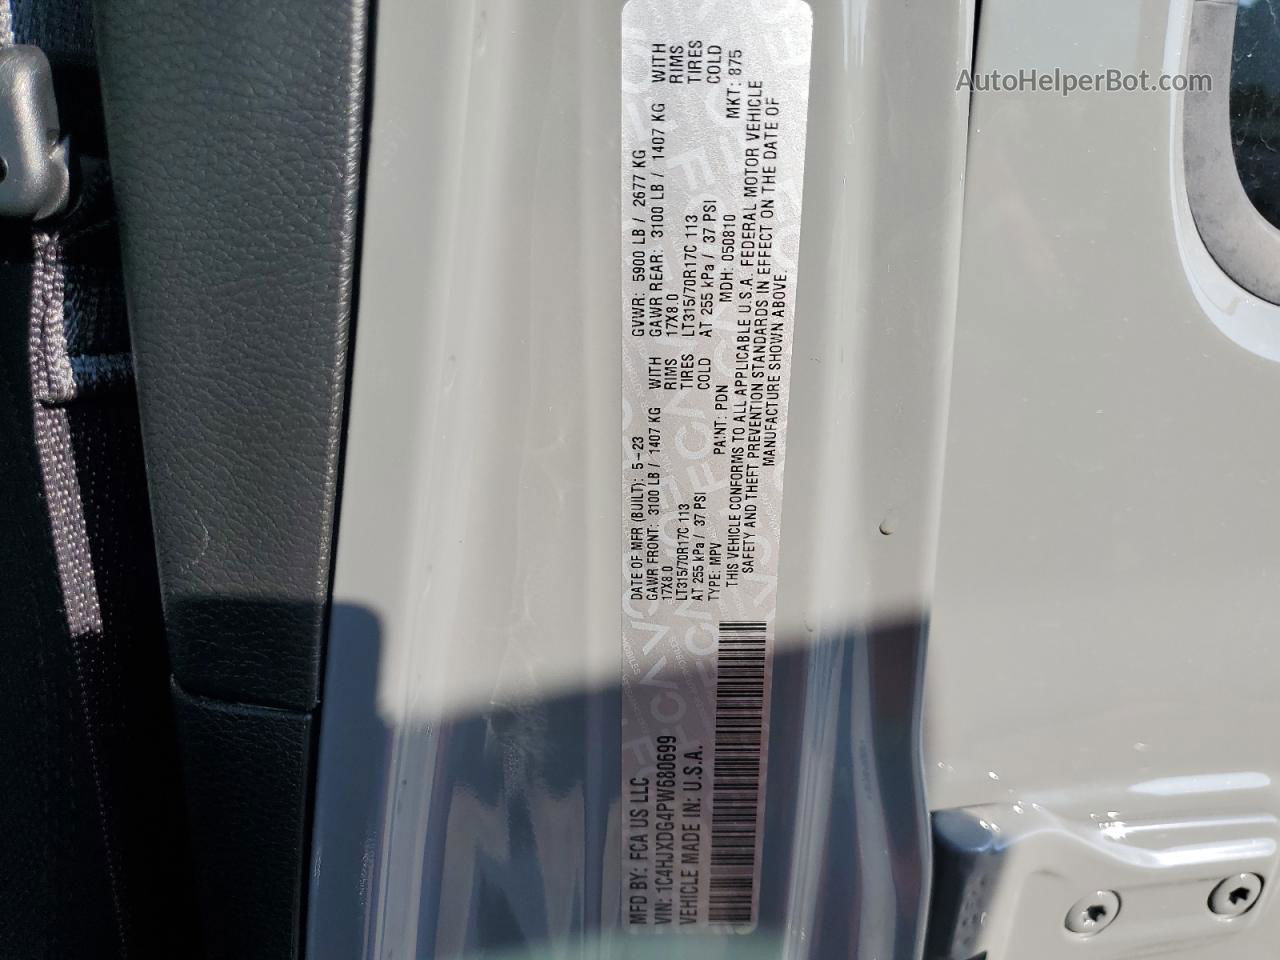 AutoHelperBot.com
MFD BY: FCA US LLC
DATE OF MFR (BUILT): 5-23
GVWR: 5900 LB / 2677 KG
GAWR FRONT: 3100 LB / 1407 KG WITH
17X8.0 RIMS
LT315/70R17C 113 TIRES
AT 255 kPa / 37 PSI COLD
GAWR REAR: 3100 LB / 1407 KG WITH
17X8.0 RIMS
LT315/70R17C 113 TIRES
AT 255 kPa / 37 PSI COLD
VIN: 1C4HJXDG4PW680699
TYPE: MPV PAINT: PDN MDH: 050810 MKT: 875
VEHICLE MADE IN: U.S.A.
THIS VEHICLE CONFORMS TO ALL APPLICABLE U.S.A. FEDERAL MOTOR VEHICLE
SAFETY AND THEFT PREVENTION STANDARDS IN EFFECT ON THE DATE OF
MANUFACTURE SHOWN ABOVE